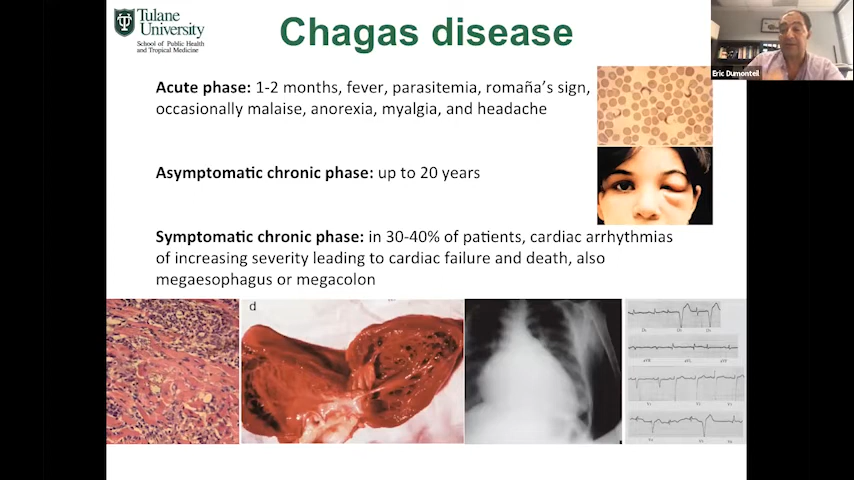 Tulane
University
School of Public Health
and Tropical Medicine
Chagas disease
Eric Dumonteil
Acute phase: 1-2 months, fever, parasitemia, romaña's sign,
occasionally malaise, anorexia, myalgia, and headache
Asymptomatic chronic phase: up to 20 years
Symptomatic chronic phase: in 30-40% of patients, cardiac arrhythmias
of increasing severity leading to cardiac failure and death, also
megaesophagus or megacolon
d